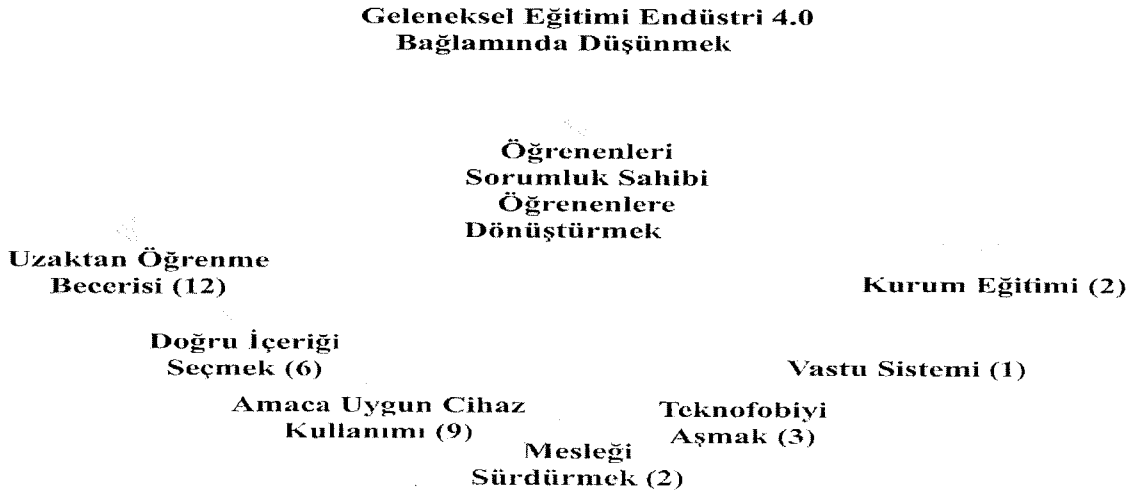 Geleneksel Eğitimi Endüstri 4.0
Bağlamında Düşünmek
Öğrenenleri
Sorumluk Sahibi
Öğrenenlere
Dönüştürmek
Uzaktan Öğrenme
Becerisi (12)
Kurum Eğitimi (2)
Doğru İçeriği
Seçmek (6)
Vastu Sistemi (1)
Amaca Uygun Cihaz
Kullanımı (9)
Teknofobiyi
Aşmak (3)
Mesleği
Sürdürmek (2)